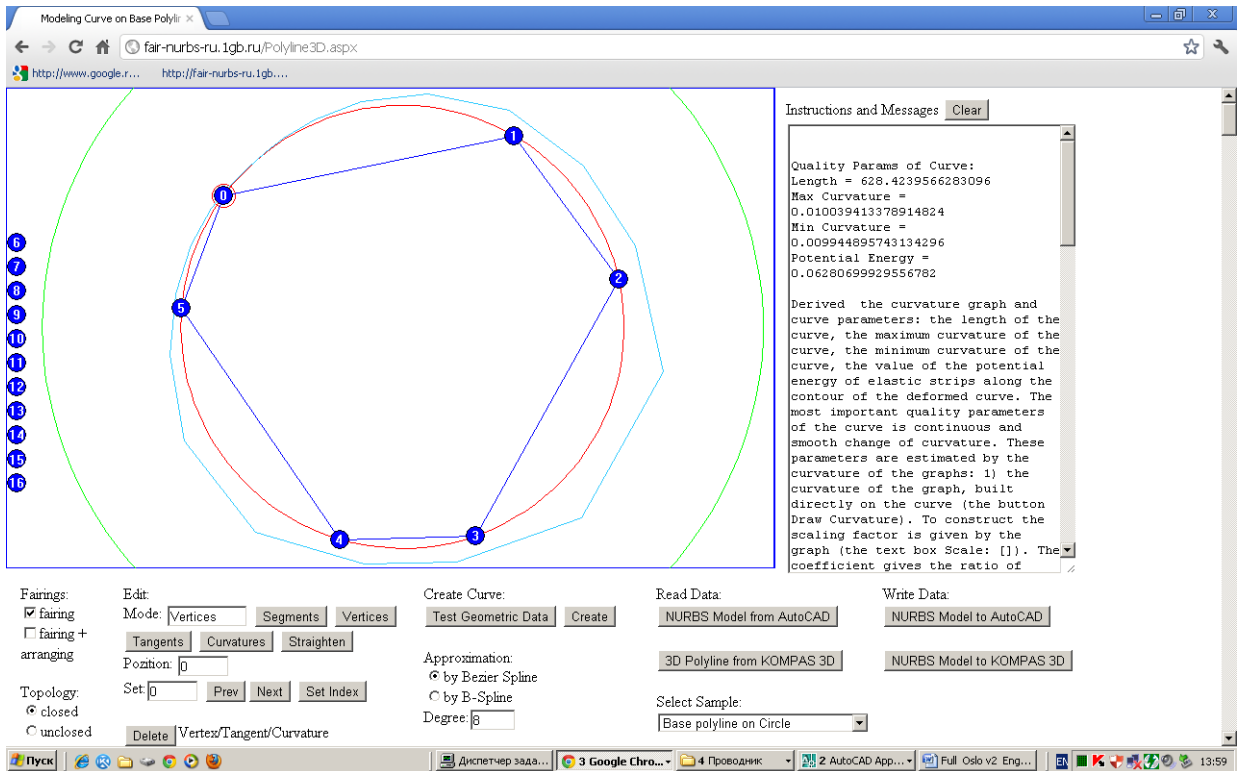 Modeling Curve on Base Polylir
fair-nurbs-ru.1gb.ru/Polyline3D.aspx
http://www.google.r... http://fair-nurbs-ru.1gb....
Instructions and Messages Clear
Quality Params of Curve:
Length = 628.4239566283096
Max Curvature =
0.010039413378914824
Min Curvature =
0.009944895743134296
Potential Energy =
0.06280699929556782
Derived the curvature graph and
curve parameters: the length of the
curve, the maximum curvature of the
curve, the minimum curvature of the
curve, the value of the potential
energy of elastic strips along the
contour of the deformed curve. The
most important quality parameters
of the curve is continuous and
smooth change of curvature. These
parameters are estimated by the
curvature of the graphs: 1) the
curvature of the graph, built
directly on the curve (the button
Draw Curvature). To construct the
scaling factor is given by the
graph (the text box Scale: []). The
coefficient gives the ratio of
0
1
2
3
4
5
6
7
8
9
10
11
12
13
14
15
16
Fairings:
fairing
fairing +
arranging
Topology:
closed
unclosed
Edit:
Mode: Vertices Segments Vertices
Tangents Curvatures Straighten
Pozition: 0
Set: 0 Prev Next Set Index
Delete Vertex/Tangent/Curvature
Create Curve:
Test Geometric Data Create
Approximation:
by Bezier Spline
by B-Spline
Degree: 8
Read Data:
NURBS Model from AutoCAD
3D Polyline from KOMPAS 3D
Select Sample:
Base polyline on Circle
Write Data:
NURBS Model to AutoCAD
NURBS Model to KOMPAS 3D
Пуск Диспетчер зада... 3 Google Chro... 4 Проводник 2 AutoCAD App... Full Oslo v2 Eng... EN 13:59